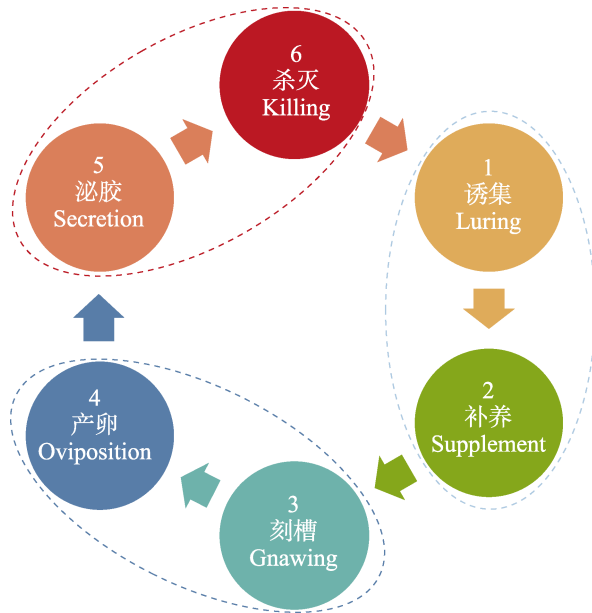 1
诱集
Luring
2
补养
Supplement
3
刻槽
Gnawing
4
产卵
Oviposition
5
泌胶
Secretion
6
杀灭
Killing